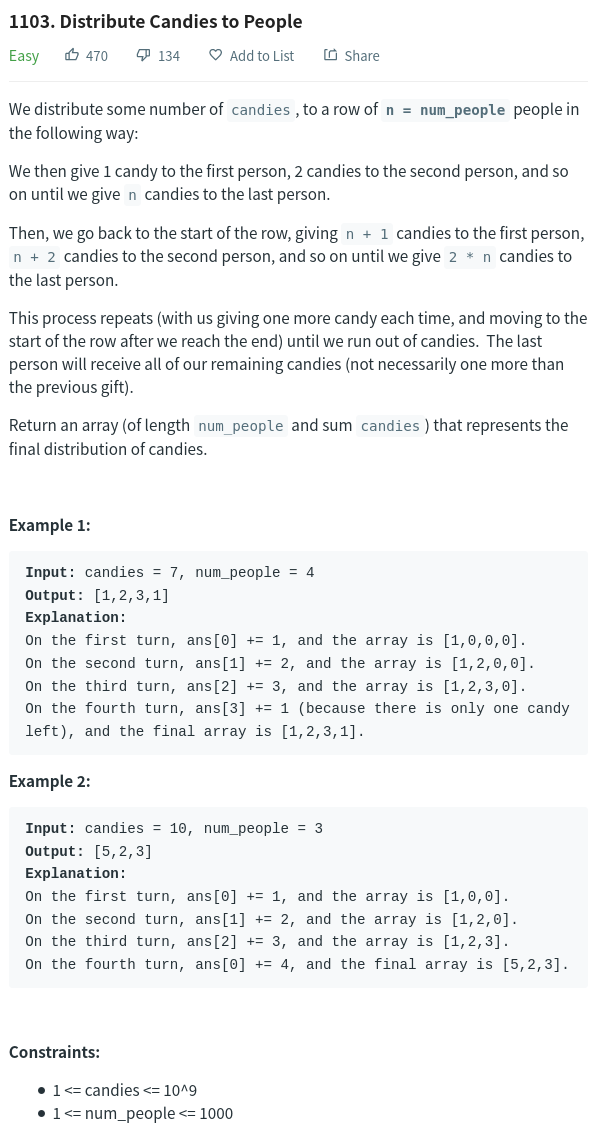 1103. Distribute Candies to People
Easy 470 134 Add to List Share
We distribute some number of candies , to a row of n = num_people people in
the following way:
We then give 1 candy to the first person, 2 candies to the second person, and so
on until we give n candies to the last person.
Then, we go back to the start of the row, giving n + 1 candies to the first person,
n + 2 candies to the second person, and so on until we give 2 * n candies to
the last person.
This process repeats (with us giving one more candy each time, and moving to the
start of the row after we reach the end) until we run out of candies. The last
person will receive all of our remaining candies (not necessarily one more than
the previous gift).
Return an array (of length num_people and sum candies ) that represents the
final distribution of candies.
Example 1:
Input: candies = 7, num_people = 4
Output: [1,2,3,1]
Explanation:
On the first turn, ans[0] += 1, and the array is [1,0,0,0].
On the second turn, ans[1] += 2, and the array is [1,2,0,0].
On the third turn, ans[2] += 3, and the array is [1,2,3,0].
On the fourth turn, ans[3] += 1 (because there is only one candy
left), and the final array is [1,2,3,1].
Example 2:
Input: candies = 10, num_people = 3
Output: [5,2,3]
Explanation:
On the first turn, ans[0] += 1, and the array is [1,0,0].
On the second turn, ans[1] += 2, and the array is [1,2,0].
On the third turn, ans[2] += 3, and the array is [1,2,3].
On the fourth turn, ans[0] += 4, and the final array is [5,2,3].
Constraints:
• 1 <= candies <= 10^9
• 1 <= num_people <= 1000